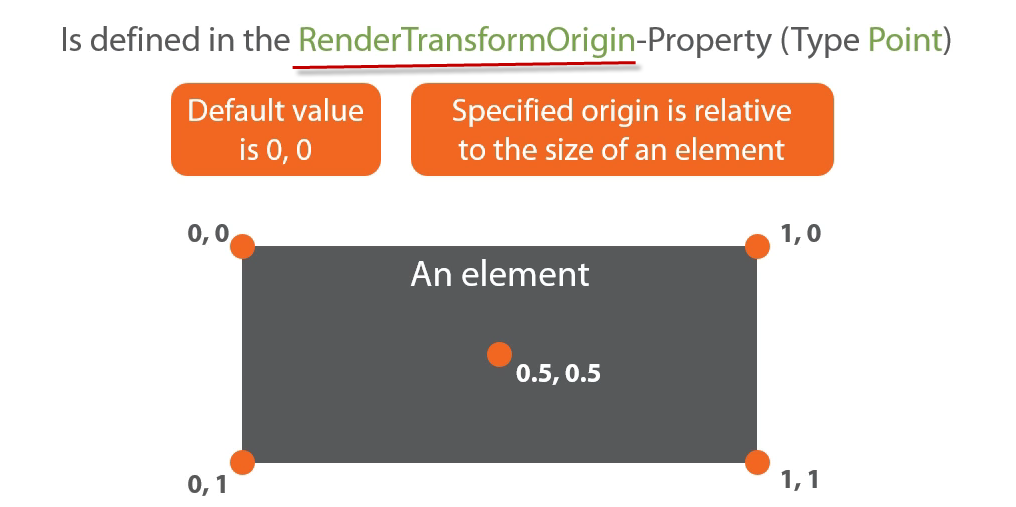 Is defined in the RenderTransformOrigin-Property (Type Point)
Default value
is 0, 0
Specified origin is relative
to the size of an element
0, 0
1, 0
An element
0.5, 0.5
0, 1
1, 1